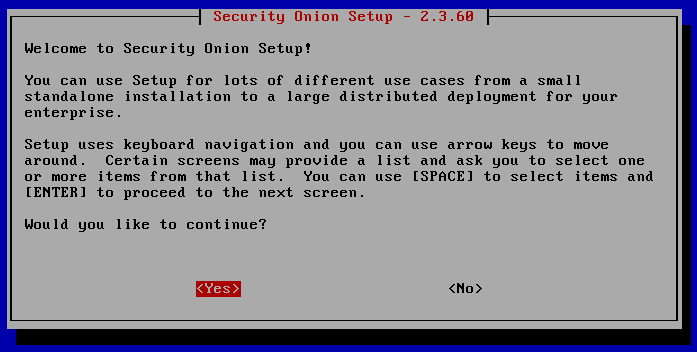 Security Onion Setup - 2.3.60
Welcome to Security Onion Setup!
You can use Setup for lots of different use cases from a small
standalone installation to a large distributed deployment for your
enterprise.
Setup uses keyboard navigation and you can use arrow keys to move
around.  Certain screens may provide a list and ask you to select one
or more items from that list.  You can use [SPACE] to select items and
[ENTER] to proceed to the next screen.
Would you like to continue?
<Yes> <No>